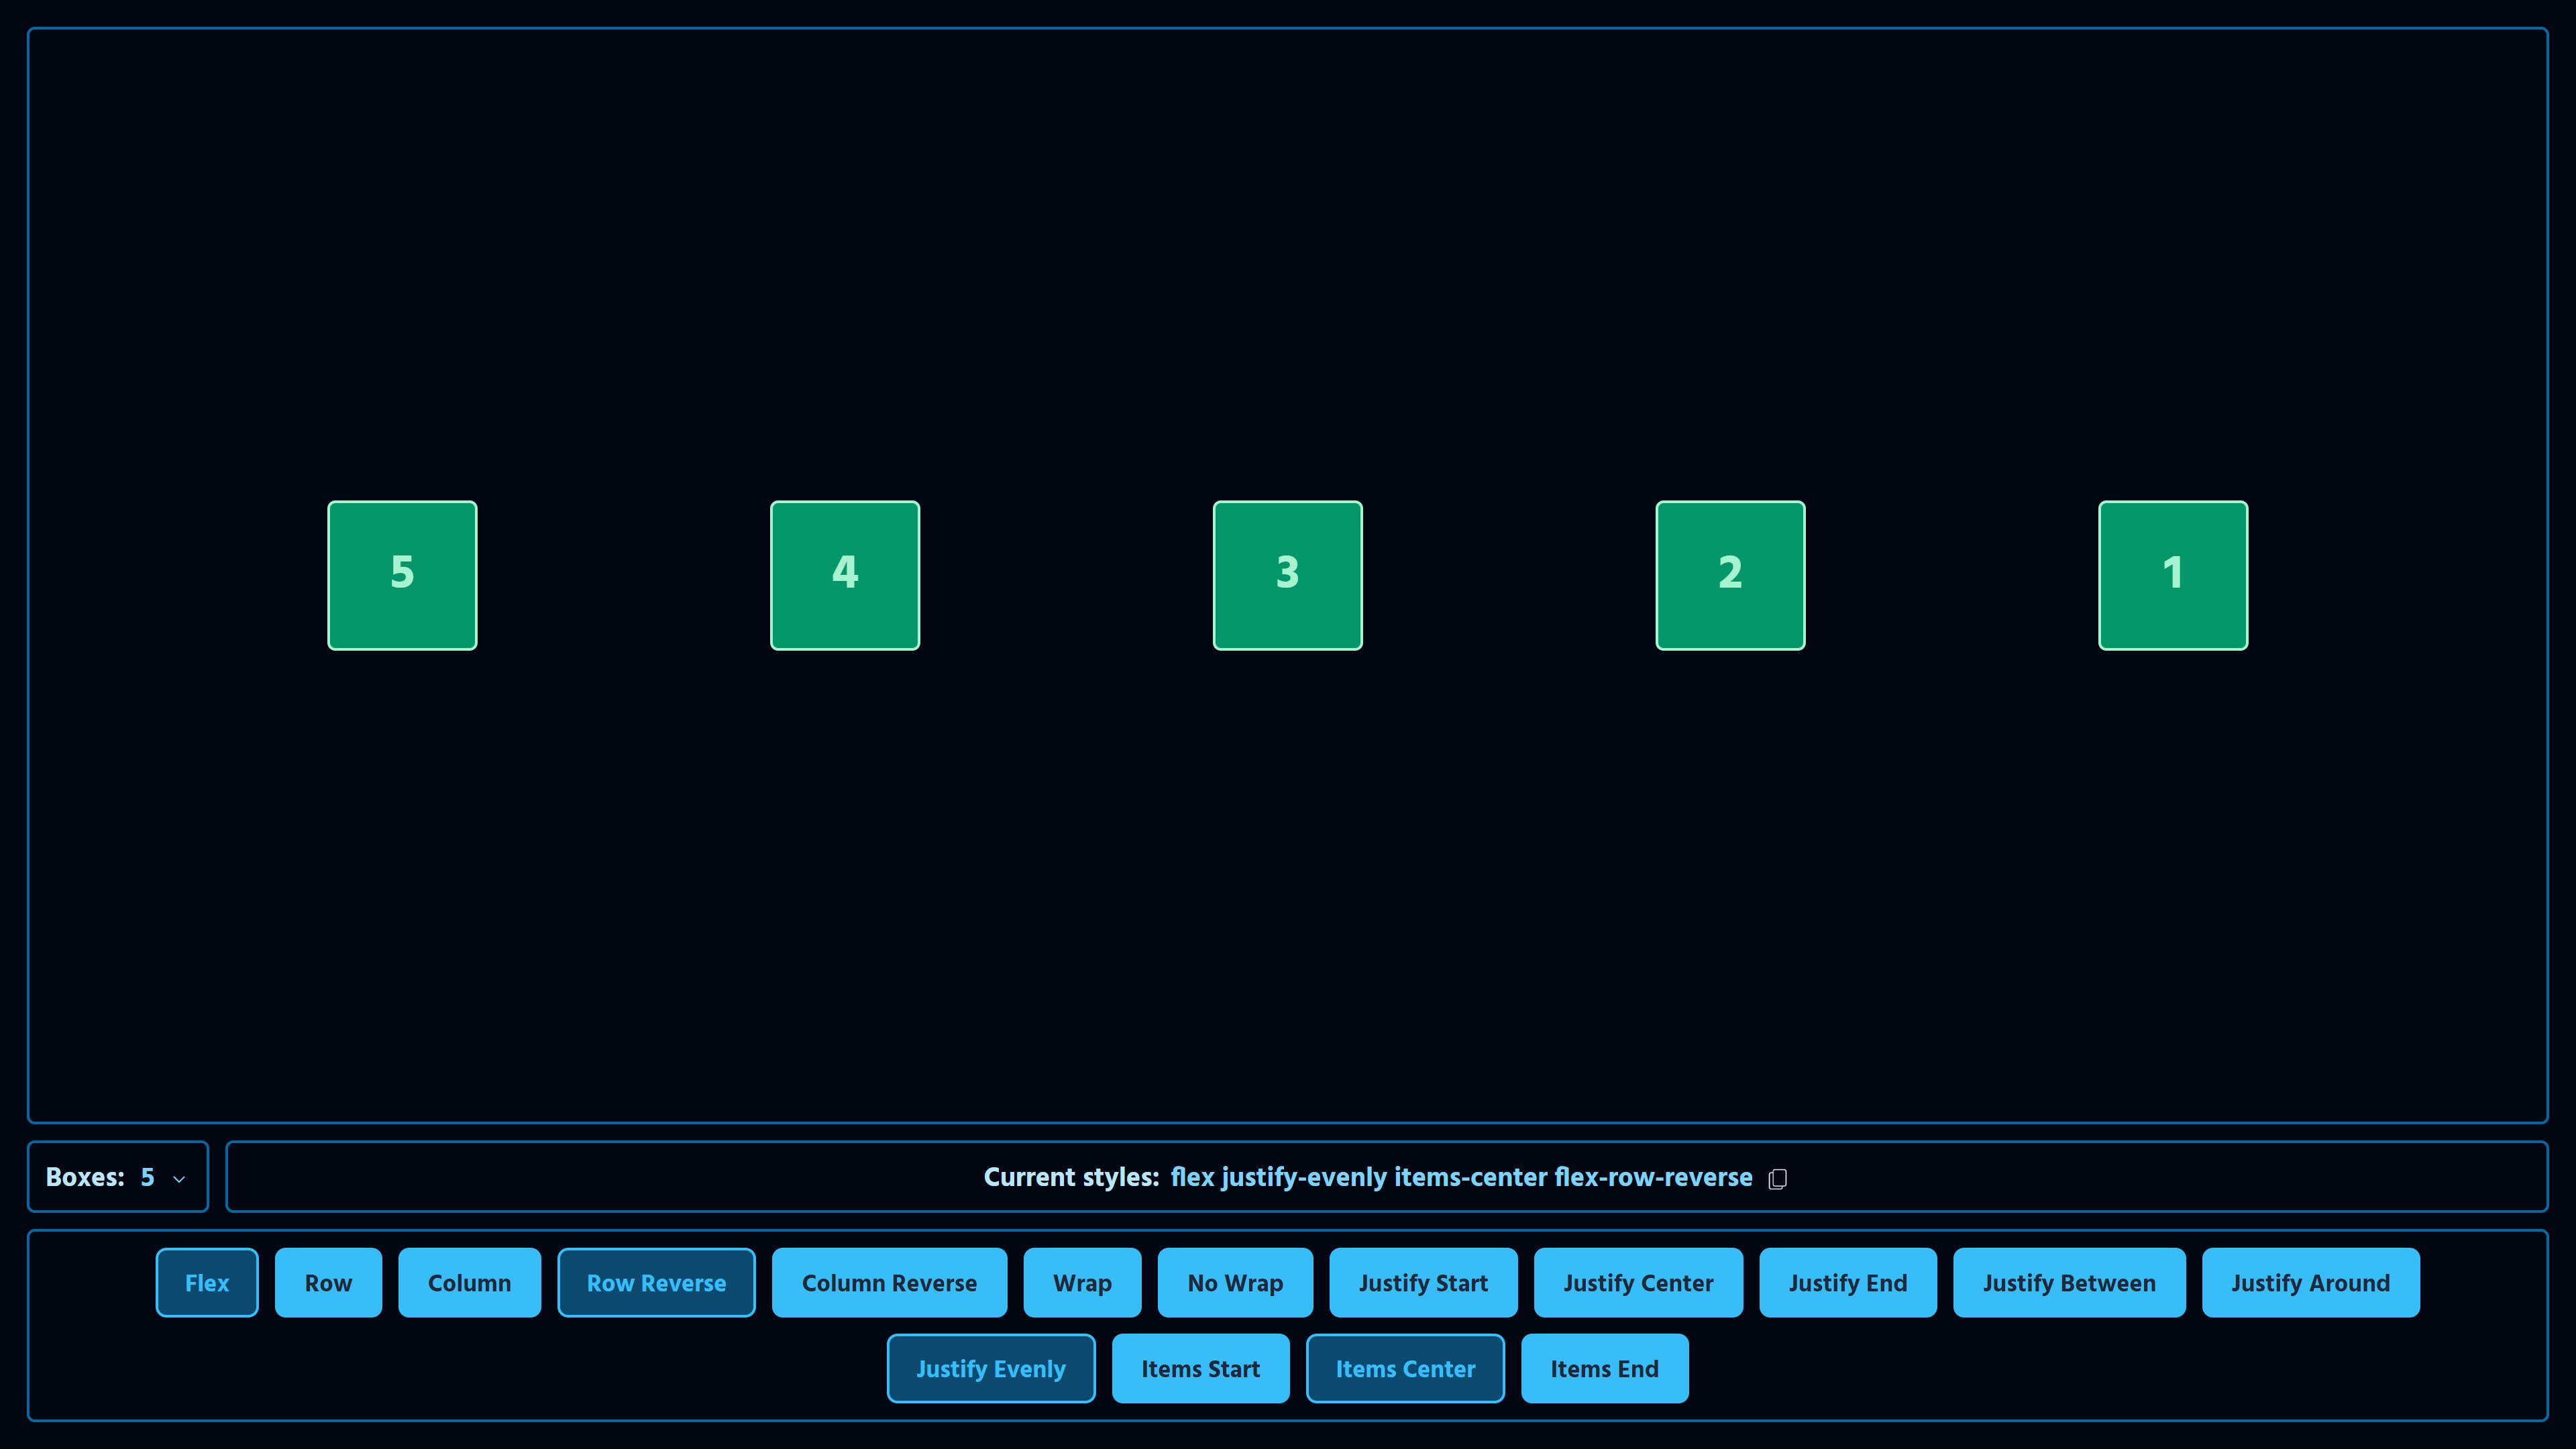 5 4 3 2 1
Boxes: 5 Current styles: flex justify-evenly items-center flex-row-reverse
Flex Row Column Row Reverse Column Reverse Wrap No Wrap Justify Start Justify Center Justify End Justify Between Justify Around
Justify Evenly Items Start Items Center Items End